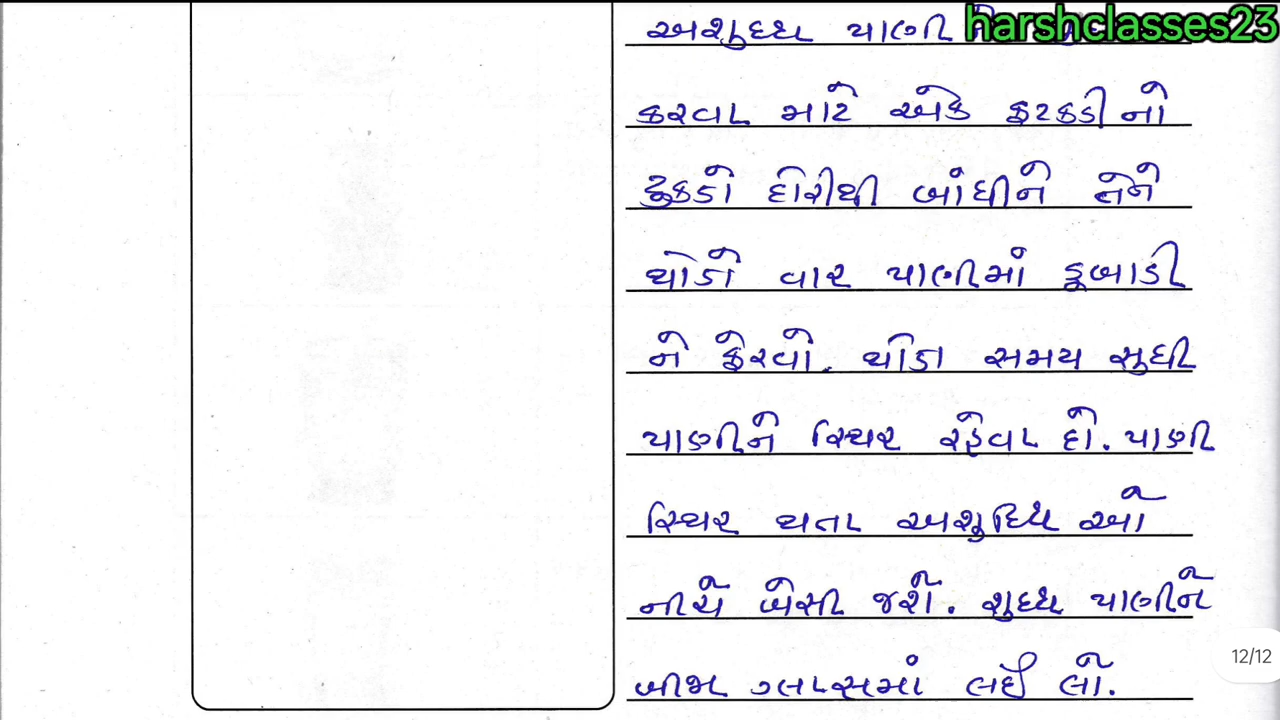 harshclasses23
અશુદ્ધ પાણી
કરવા માટે એક ફટકડીનો
ટુકડો દોરીથી બાંધીને તેને
થોડી વાર પાણીમાં ડૂબાડી
ને ફેરવો. થોડા સમય સુધી
પાણીને સ્થિર રહેવા દો. પાણી
સ્થિર થતા અશુદ્ધિ ઓ
નીચે બેસી જશે. શુદ્ધ પાણીને
બીજા ગ્લાસમાં લઈ લો.
12/12